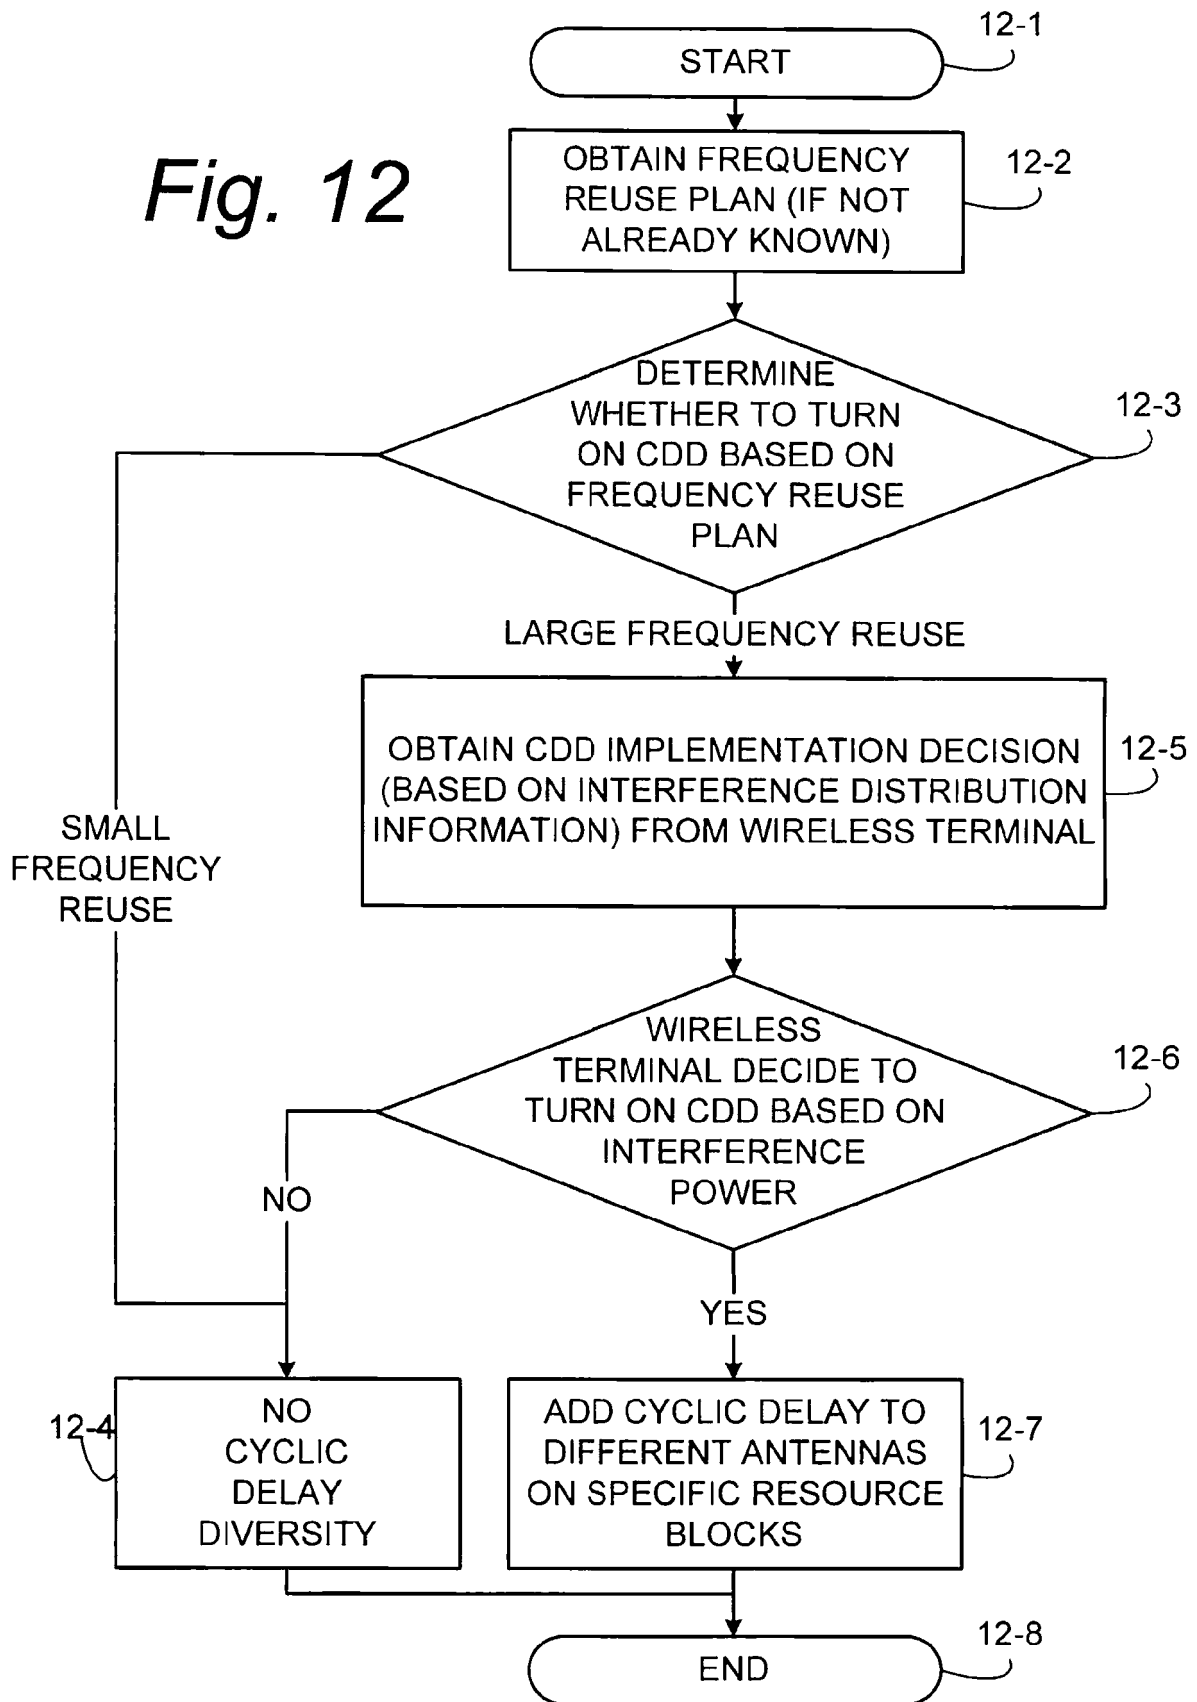 12-1
START
Fig. 12
OBTAIN FREQUENCY
REUSE PLAN (IF NOT
ALREADY KNOWN)
12-2
DETERMINE
WHETHER TO TURN
ON CDD BASED ON
FREQUENCY REUSE
PLAN
12-3
LARGE FREQUENCY REUSE
OBTAIN CDD IMPLEMENTATION DECISION
(BASED ON INTERFERENCE DISTRIBUTION
INFORMATION) FROM WIRELESS TERMINAL
12-5
SMALL
FREQUENCY
REUSE
WIRELESS
TERMINAL DECIDE TO
TURN ON CDD BASED ON
INTERFERENCE
POWER
12-6
NO
YES
12-4
NO
CYCLIC
DELAY
DIVERSITY
ADD CYCLIC DELAY TO
DIFFERENT ANTENNAS
ON SPECIFIC RESOURCE
BLOCKS
12-7
END
12-8